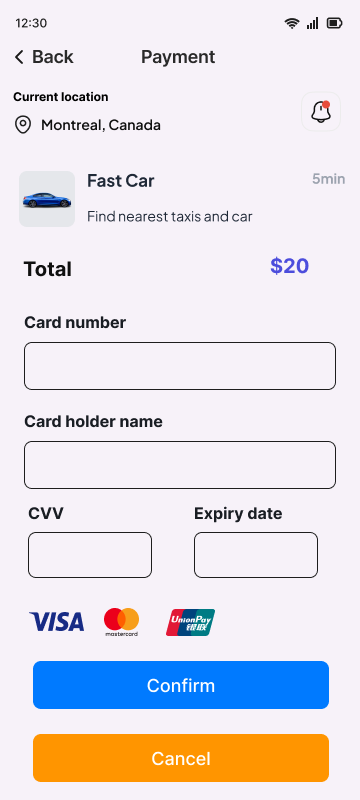 12:30
Back
Payment
Current location
Montreal, Canada
Fast Car
5min
Find nearest taxis and car
Total
$20
Card number
Card holder name
CVV
Expiry date
VISA
mastercard
UnionPay
银联
Confirm
Cancel